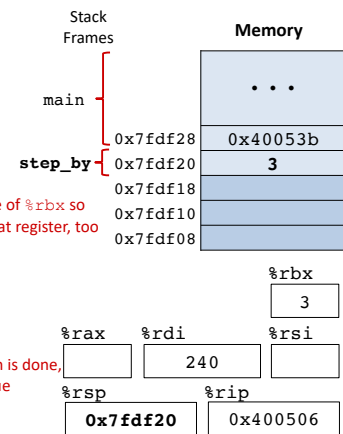 Stack
Frames
Memory
• • •
main
0x7fdf28 0x40053b
step_by 0x7fdf20 3
0x7fdf18
e of %rbx so
0x7fdf10
at register, too
0x7fdf08
%rbx
3
%rax %rdi %rsi
n is done,
240
ue
%rsp %rip
0x7fdf20 0x400506